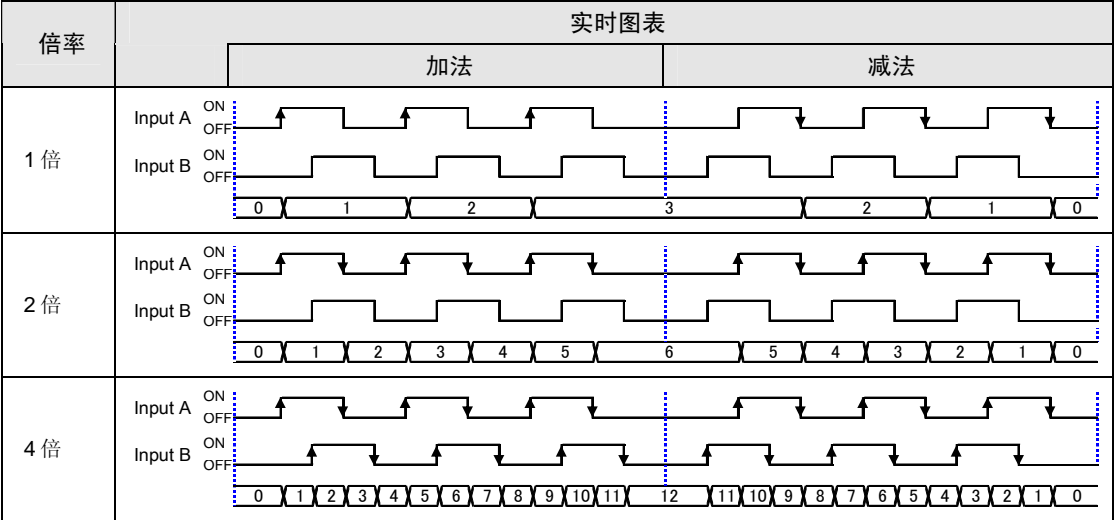 倍率
实时图表
加法
减法
1 倍
Input A
ON
OFF
Input B
ON
OFF
0 1 2 3 2 1 0
2 倍
Input A
ON
OFF
Input B
ON
OFF
0 1 2 3 4 5 6 5 4 3 2 1 0
4 倍
Input A
ON
OFF
Input B
ON
OFF
0 1 2 3 4 5 6 7 8 9 10 11 12 11 10 9 8 7 6 5 4 3 2 1 0